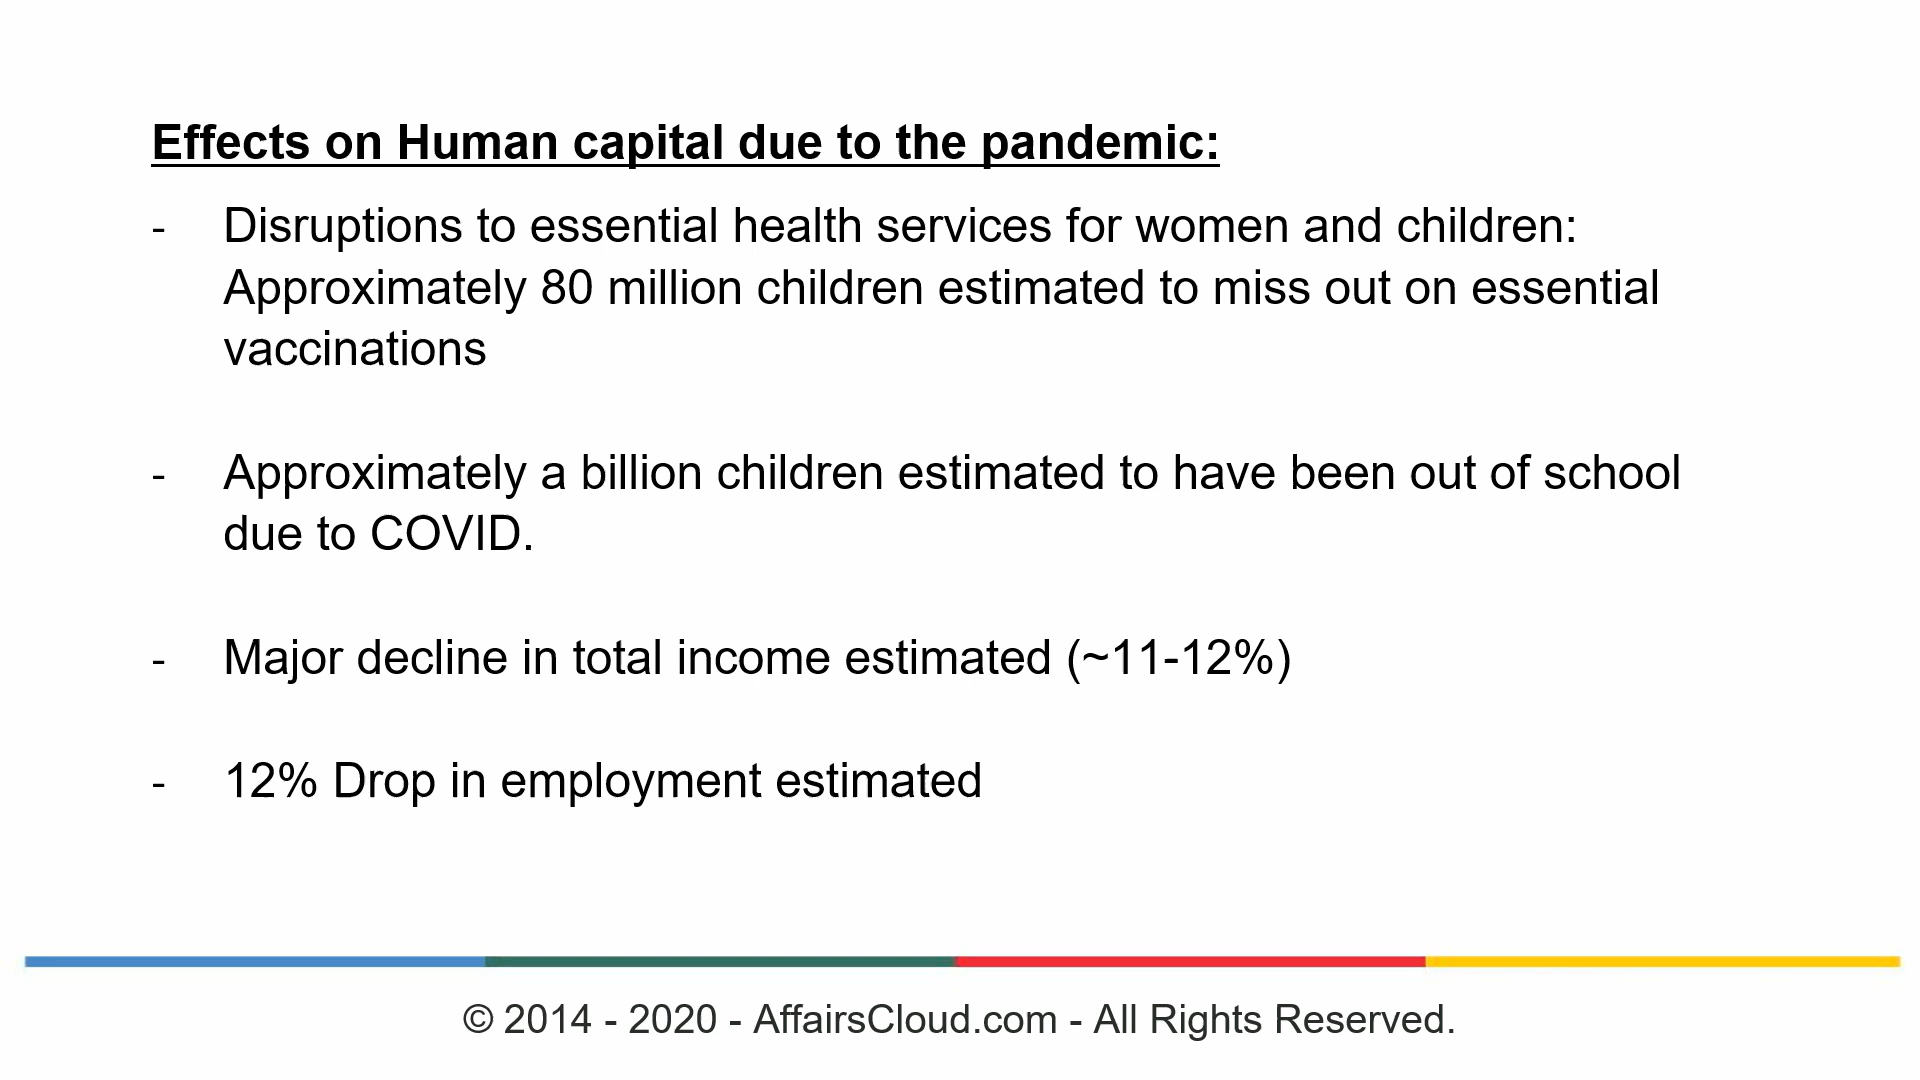 Effects on Human capital due to the pandemic:
- Disruptions to essential health services for women and children:
Approximately 80 million children estimated to miss out on essential
vaccinations
- Approximately a billion children estimated to have been out of school
due to COVID.
- Major decline in total income estimated (~11-12%)
- 12% Drop in employment estimated
© 2014 - 2020 - AffairsCloud.com - All Rights Reserved.